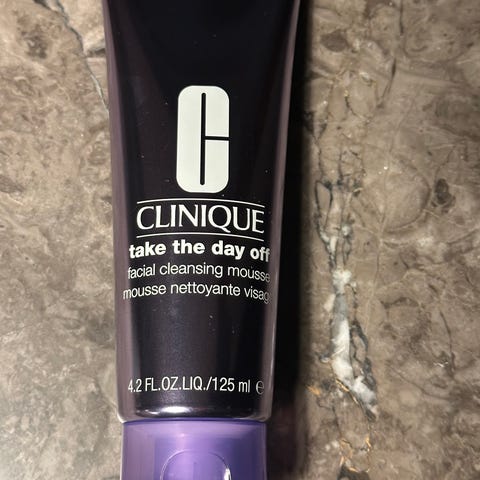 C
CLINIQUE
take the day off
facial cleansing mousse
mousse nettoyante visage
4.2 FL.OZ.LIQ./125 ml ℮